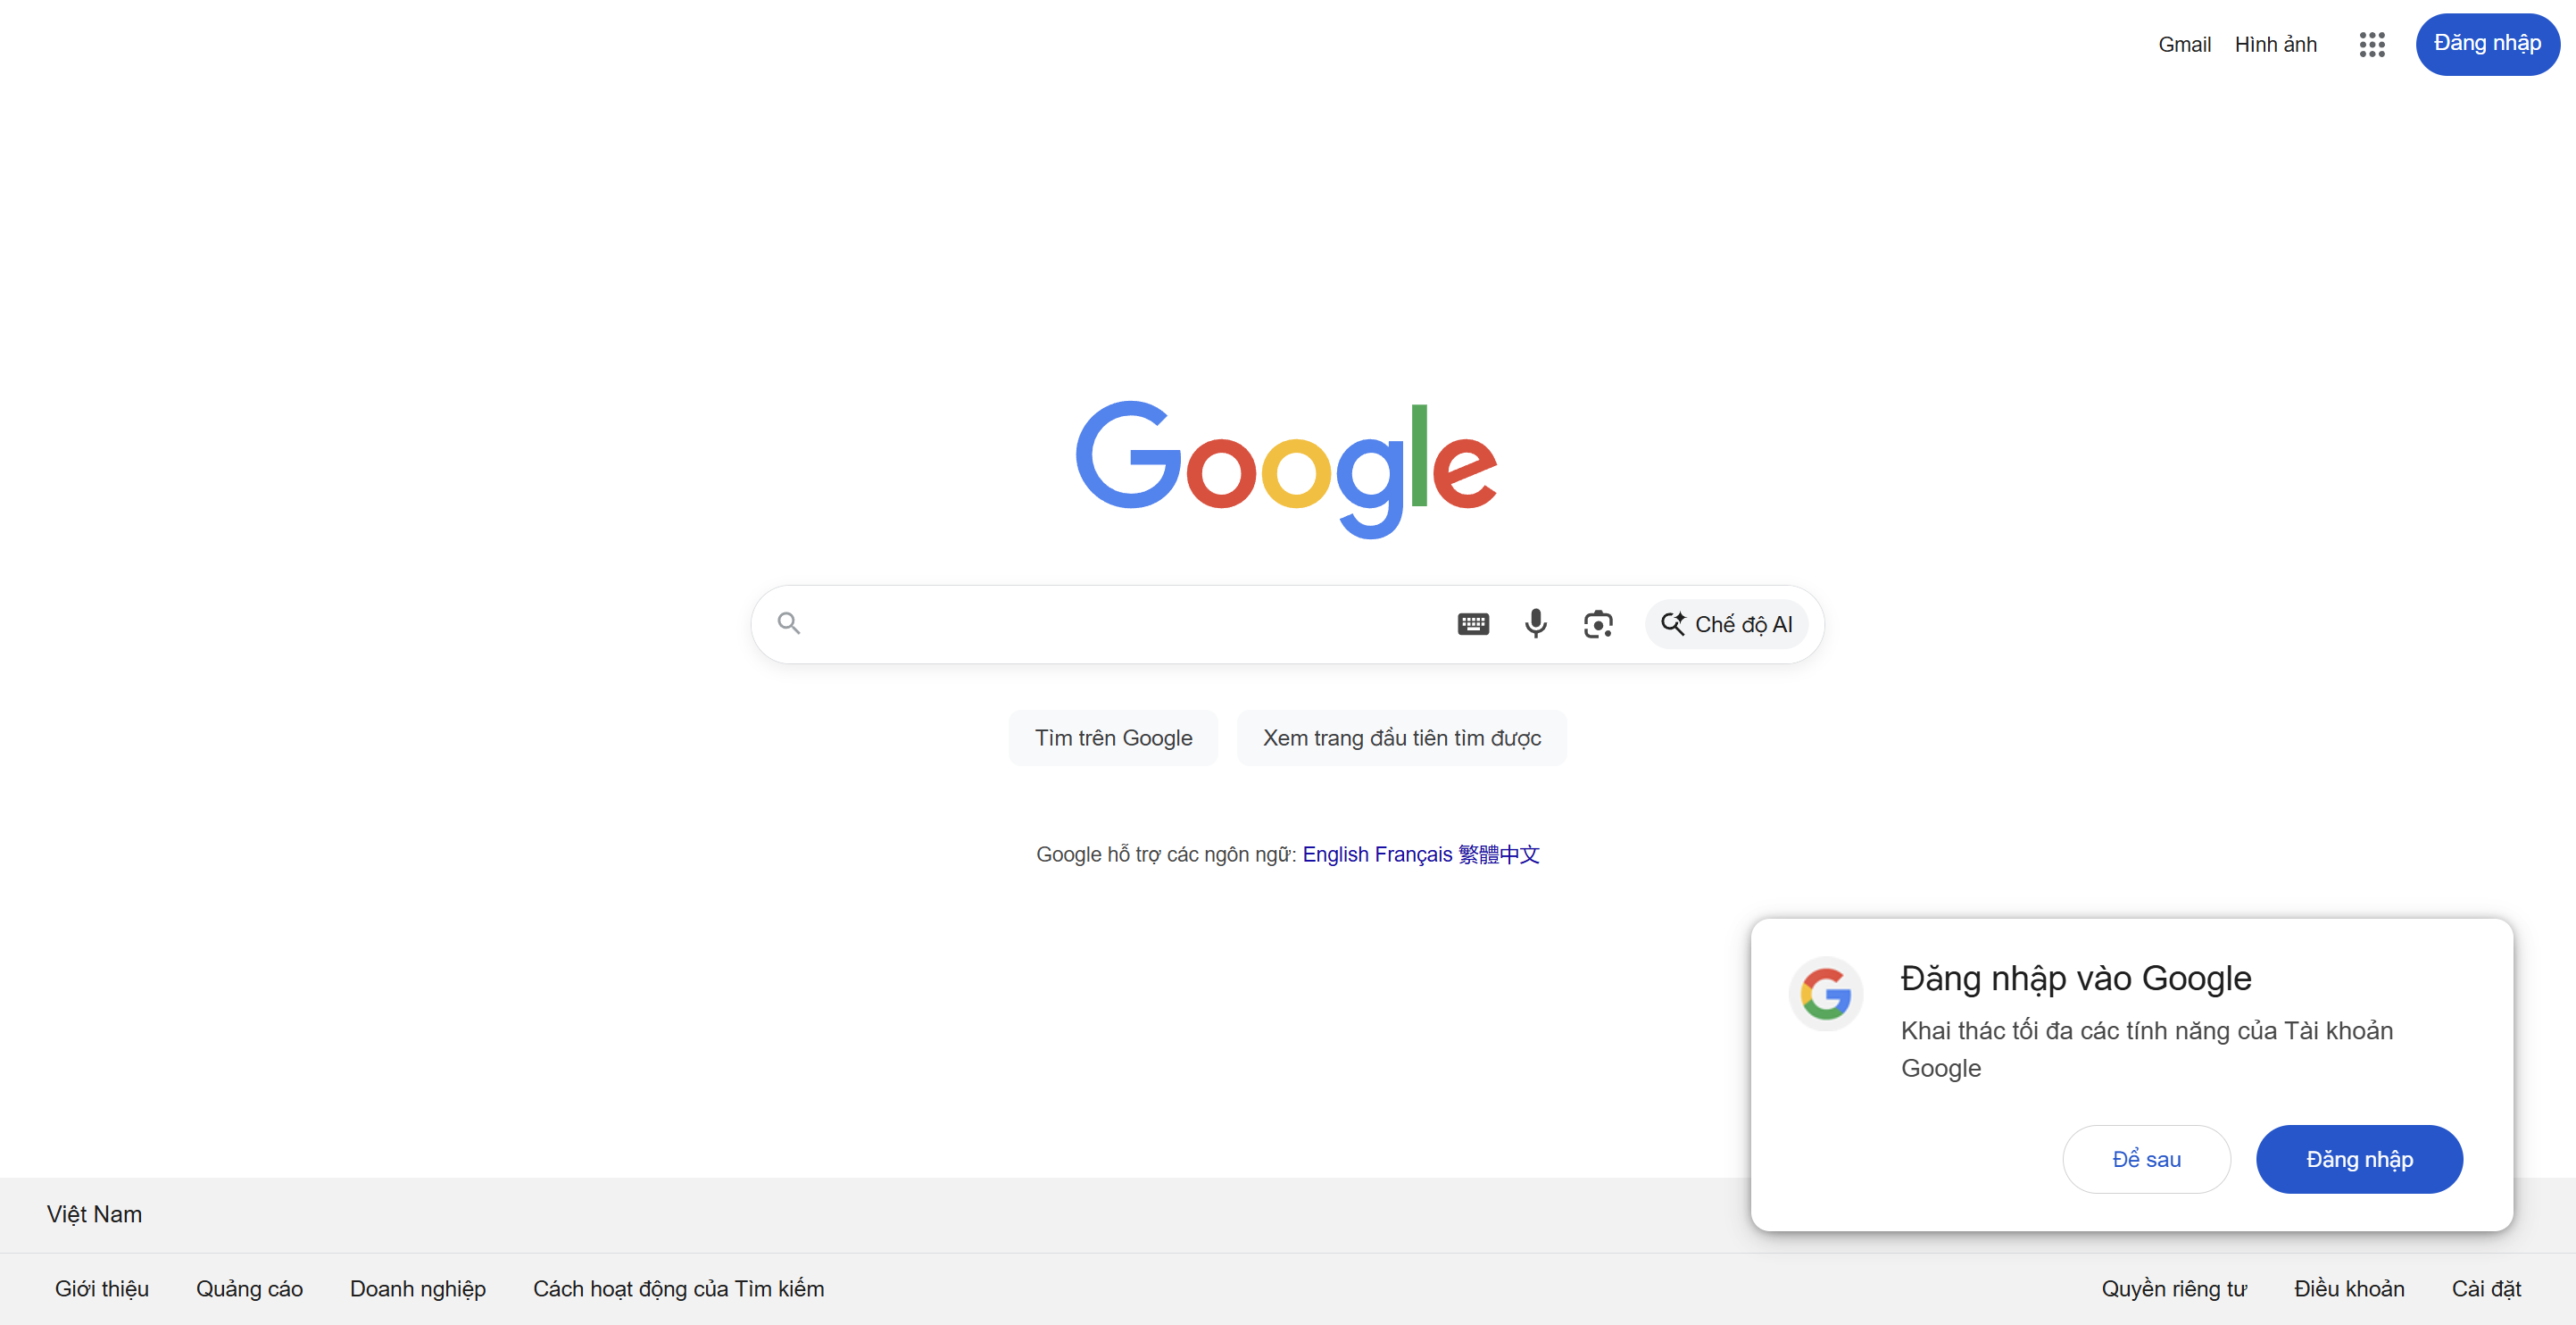 Gmail Hình ảnh Đăng nhập
Google
Chế độ AI
Tìm trên Google Xem trang đầu tiên tìm được
Google hỗ trợ các ngôn ngữ: English Français 繁體中文
Đăng nhập vào Google
Khai thác tối đa các tính năng của Tài khoản
Google
Để sau Đăng nhập
Việt Nam
Giới thiệu Quảng cáo Doanh nghiệp Cách hoạt động của Tìm kiếm Quyền riêng tư Điều khoản Cài đặt